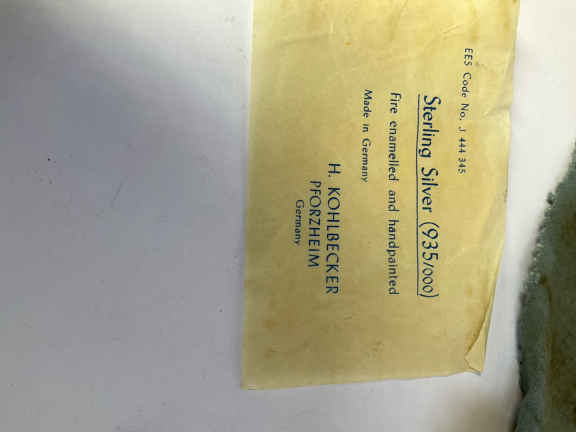 EES Code No. J 444 345
Sterling Silver (935/000)
Fire enamelled and handpainted
Made in Germany
H. KOHLBECKER
PFORZHEIM
Germany